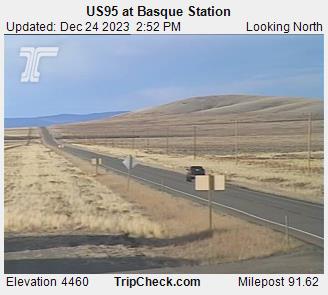 US95 at Basque Station
Updated: Dec 24 2023 2:52 PM Looking North
Elevation 4460 TripCheck.com Milepost 91.62